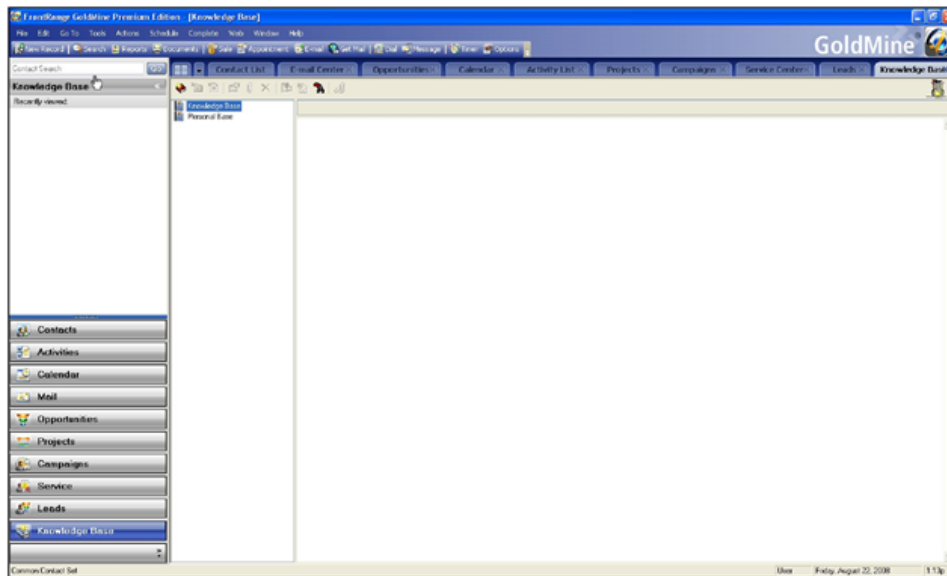 FrontRange GoldMine Premium Edition - [Knowledge Base]
File Edit Go To Tools Actions Schedule Complete Web Window Help
New Record Search Reports Documents Sale Appointment E-mail Get Mail Dial Message Timer Options
GoldMine
Contact Search GO Contact List E-mail Center Opportunities Calendar Activity List Projects Campaigns Service Center Leads Knowledge Base
Knowledge Base
Recently viewed:
Knowledge Base
Personal Base
Contacts
Activities
Calendar
Mail
Opportunities
Projects
Campaigns
Service
Leads
Knowledge Base
Common Contact Set Friday, August 22, 2008 1:13p